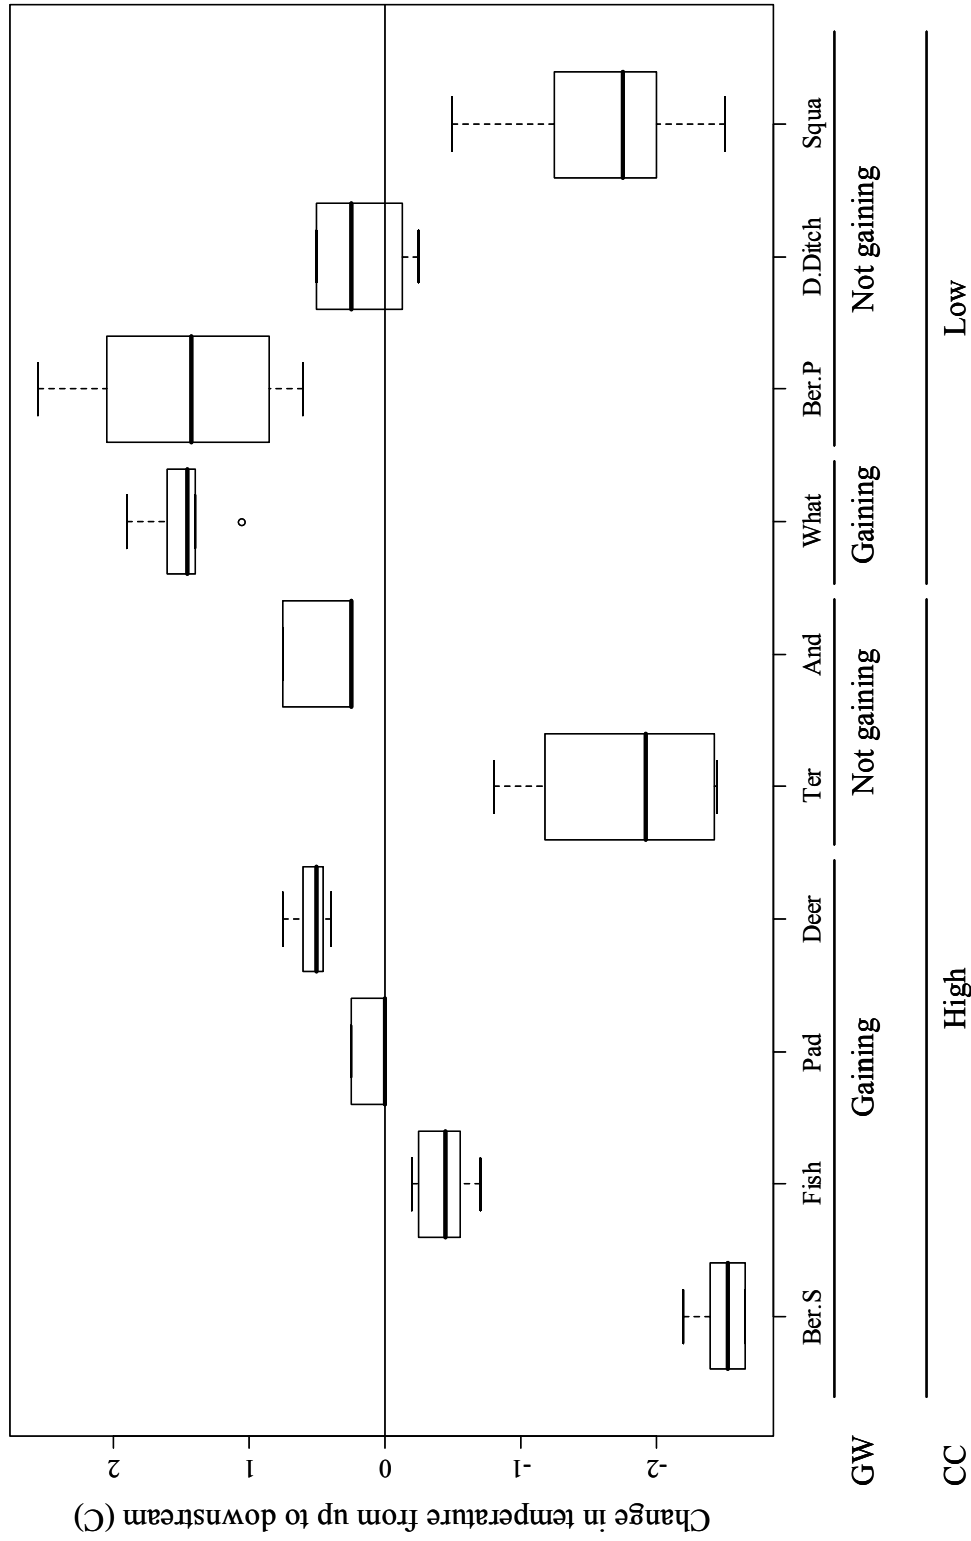 Change in temperature from up to downstream (C)
2
1
0
-1
-2
Ber.S Fish Pad Deer Ter And What Ber.P D.Ditch Squa
GW Gaining Not gaining Gaining Not gaining
CC High Low